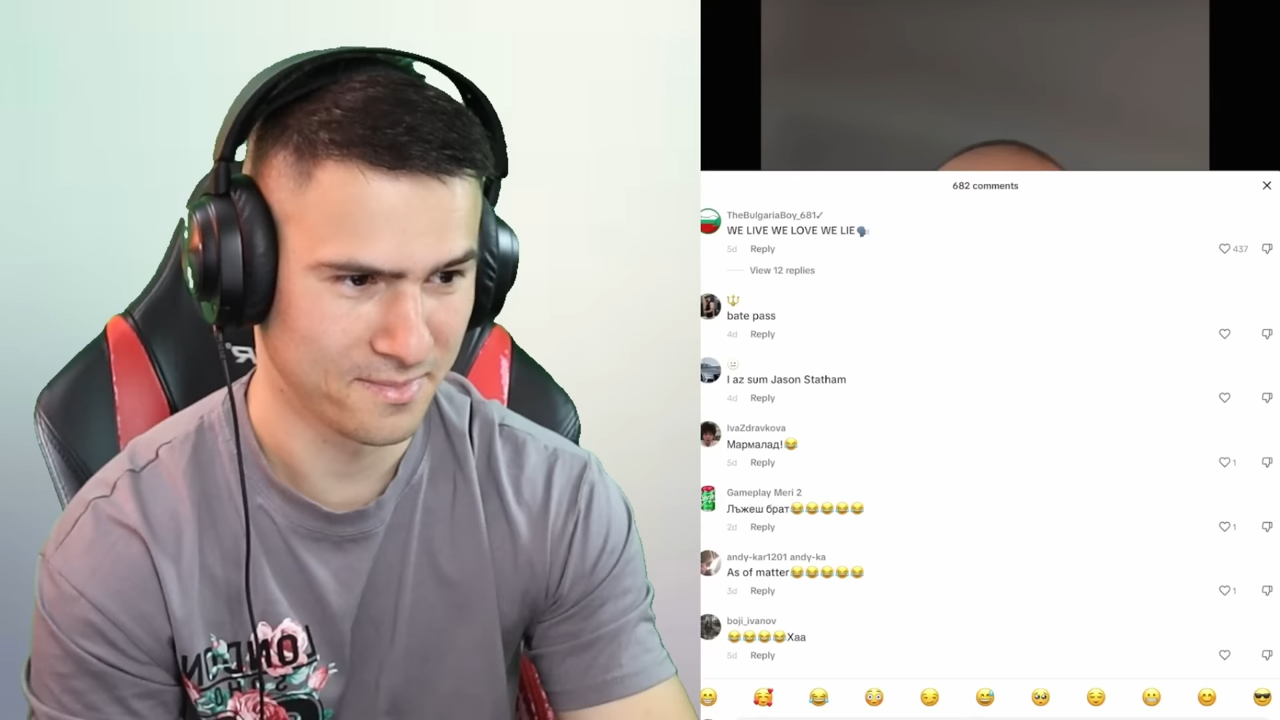 682 comments
TheBulgariaBoy_681✓
WE LIVE WE LOVE WE LIE🗣
5d Reply
437
View 12 replies
🔱
bate pass
4d Reply
🫥
I az sum Jason Statham
4d Reply
IvaZdravkova
Мармалад!😂
5d Reply
1
Gameplay Meri 2
Лъжеш брат😂😂😂😂😂
2d Reply
1
andy-kar1201 andy-ka
As of matter😂😂😂😂😂
3d Reply
1
boji_ivanov
😂😂😂😂Хаа
5d Reply
LONDON
SOHO